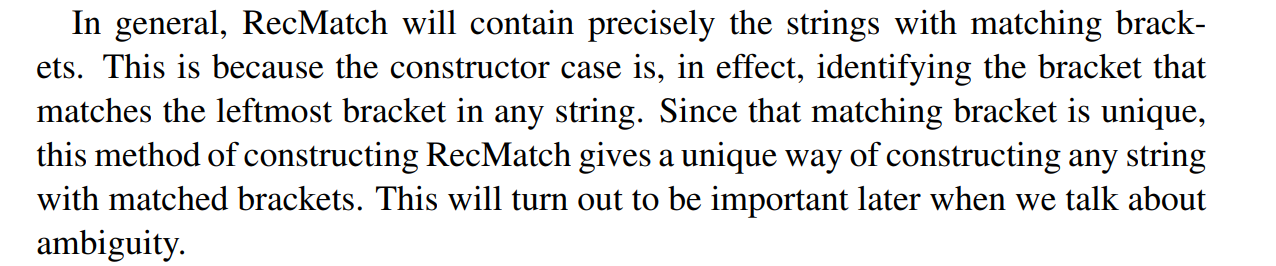 In general, RecMatch will contain precisely the strings with matching brack-
ets. This is because the constructor case is, in effect, identifying the bracket that
matches the leftmost bracket in any string. Since that matching bracket is unique,
this method of constructing RecMatch gives a unique way of constructing any string
with matched brackets. This will turn out to be important later when we talk about
ambiguity.